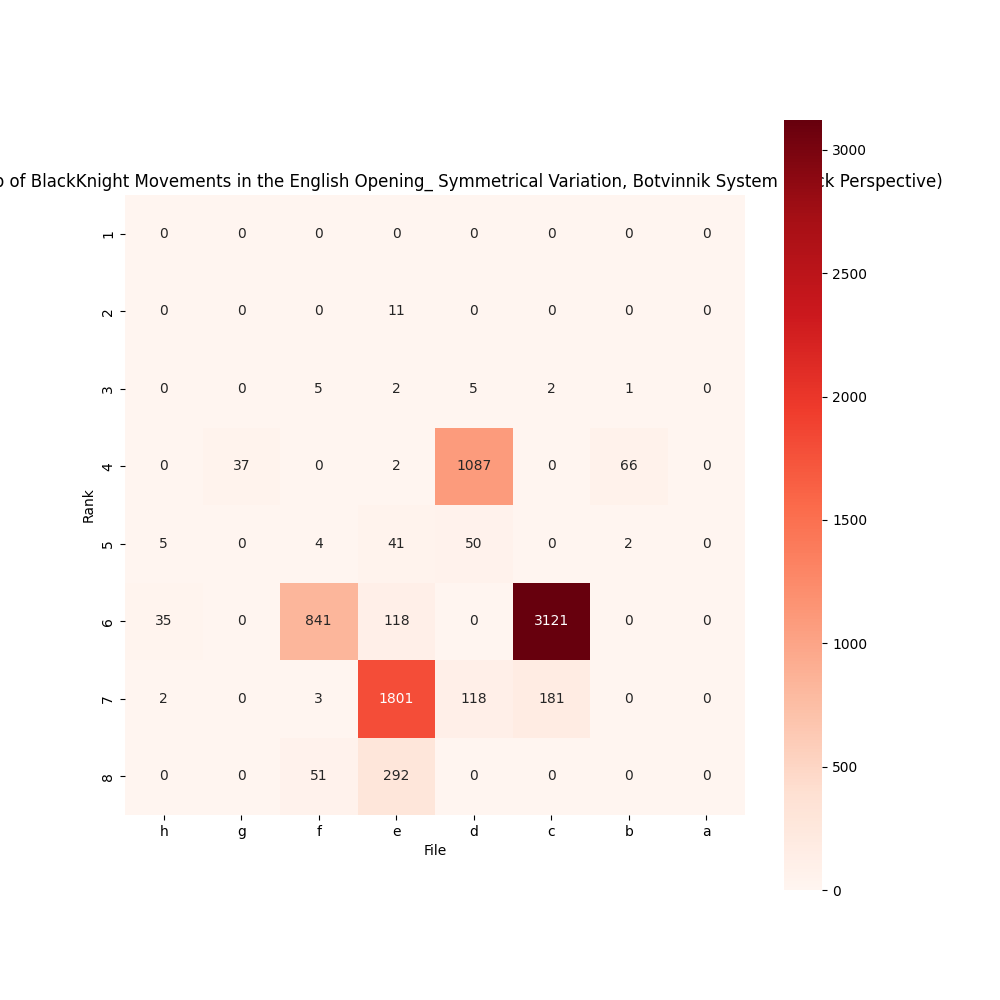 of BlackKnight Movements in the English Opening_ Symmetrical Variation, Botvinnik System
Perspective)
3000
2500
2000
1500
1000
500
0
Rank
1 0 0 0 0 0 0 0 0
2 0 0 0 11 0 0 0 0
3 0 0 5 2 5 2 1 0
4 0 37 0 2 1087 0 66 0
5 5 0 4 41 50 0 2 0
6 35 0 841 118 0 3121 0 0
7 2 0 3 1801 118 181 0 0
8 0 0 51 292 0 0 0 0
h g f e d c b a
File